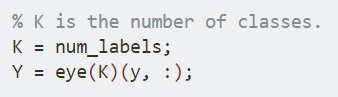 % K is the number of classes.
K = num_labels;
Y = eye(K)(y, :);